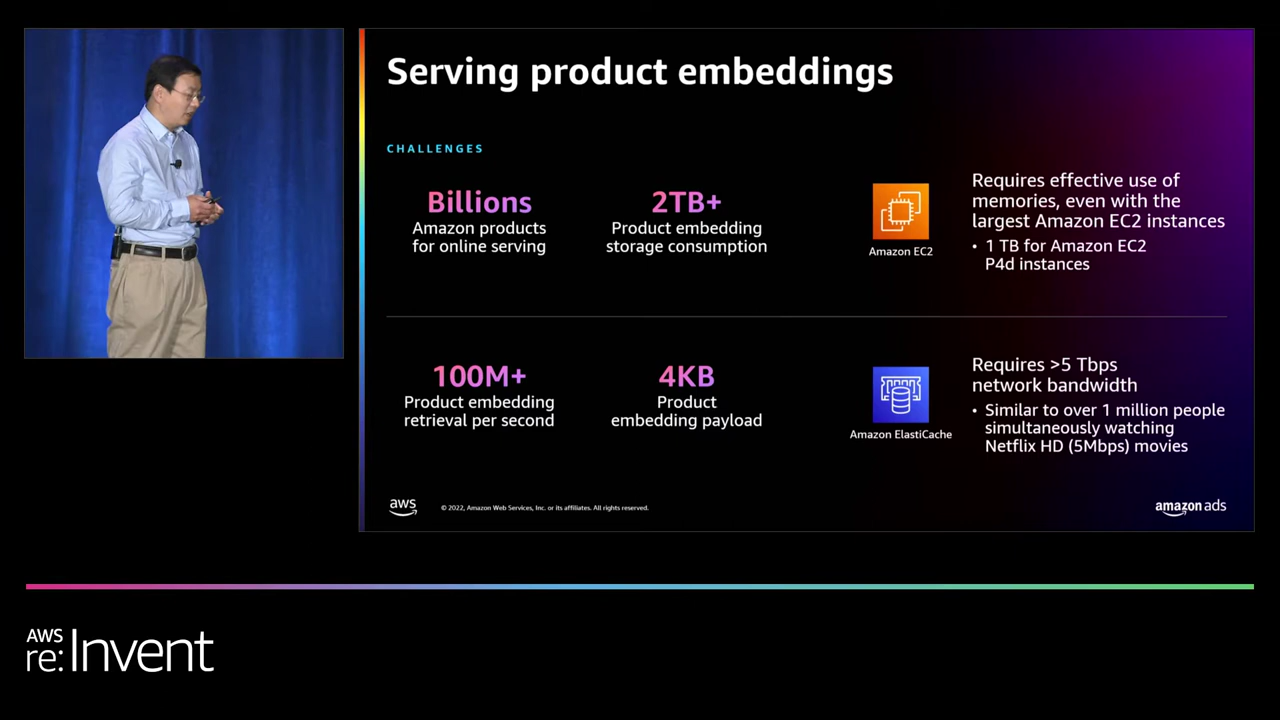 Serving product embeddings
CHALLENGES
Billions
Amazon products
for online serving
2TB+
Product embedding
storage consumption
Amazon EC2
Requires effective use of
memories, even with the
largest Amazon EC2 instances
• 1 TB for Amazon EC2
P4d instances
100M+
Product embedding
retrieval per second
4KB
Product
embedding payload
Amazon ElastiCache
Requires >5 Tbps
network bandwidth
• Similar to over 1 million people
simultaneously watching
Netflix HD (5Mbps) movies
aws
© 2022, Amazon Web Services, Inc. or its affiliates. All rights reserved.
amazon ads
AWS
re:Invent